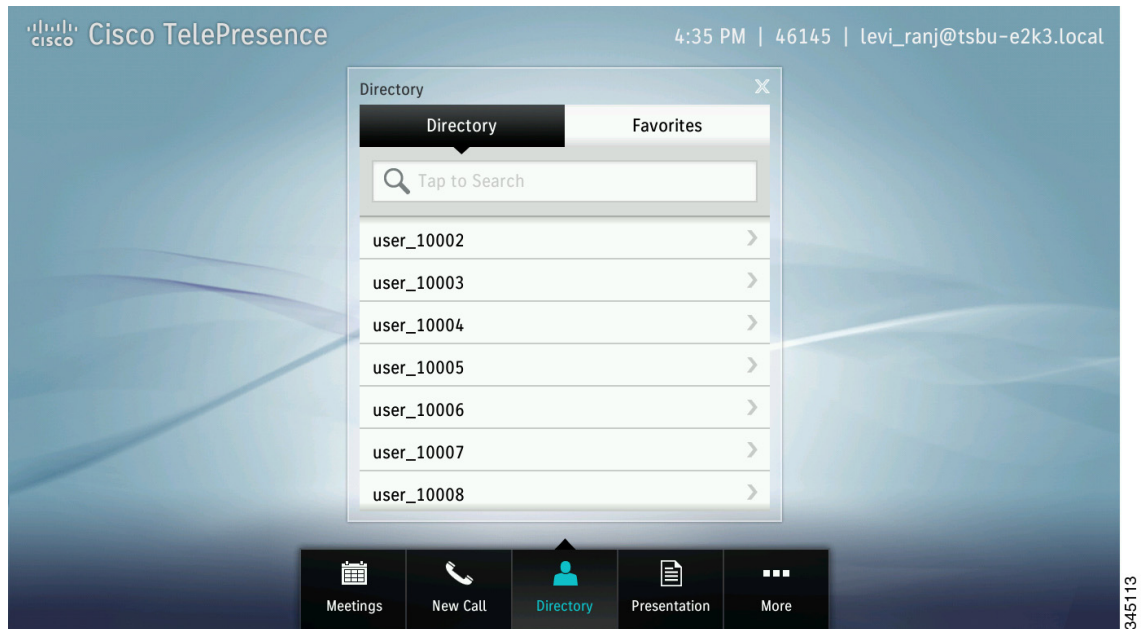 cisco Cisco TelePresence
4:35 PM | 46145 | levi_ranj@tsbu-e2k3.local
Directory X
Directory Favorites
Tap to Search
user_10002
user_10003
user_10004
user_10005
user_10006
user_10007
user_10008
Meetings New Call Directory Presentation More
345113